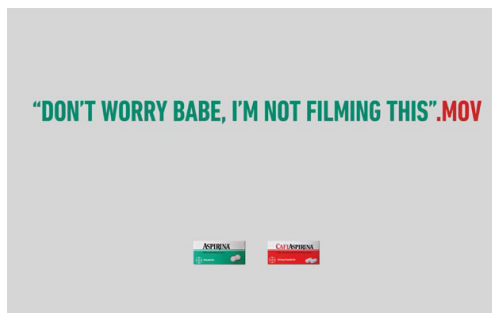 “DON’T WORRY BABE, I’M NOT FILMING THIS”.MOV
ASPIRINA
CAFIASPIRINA